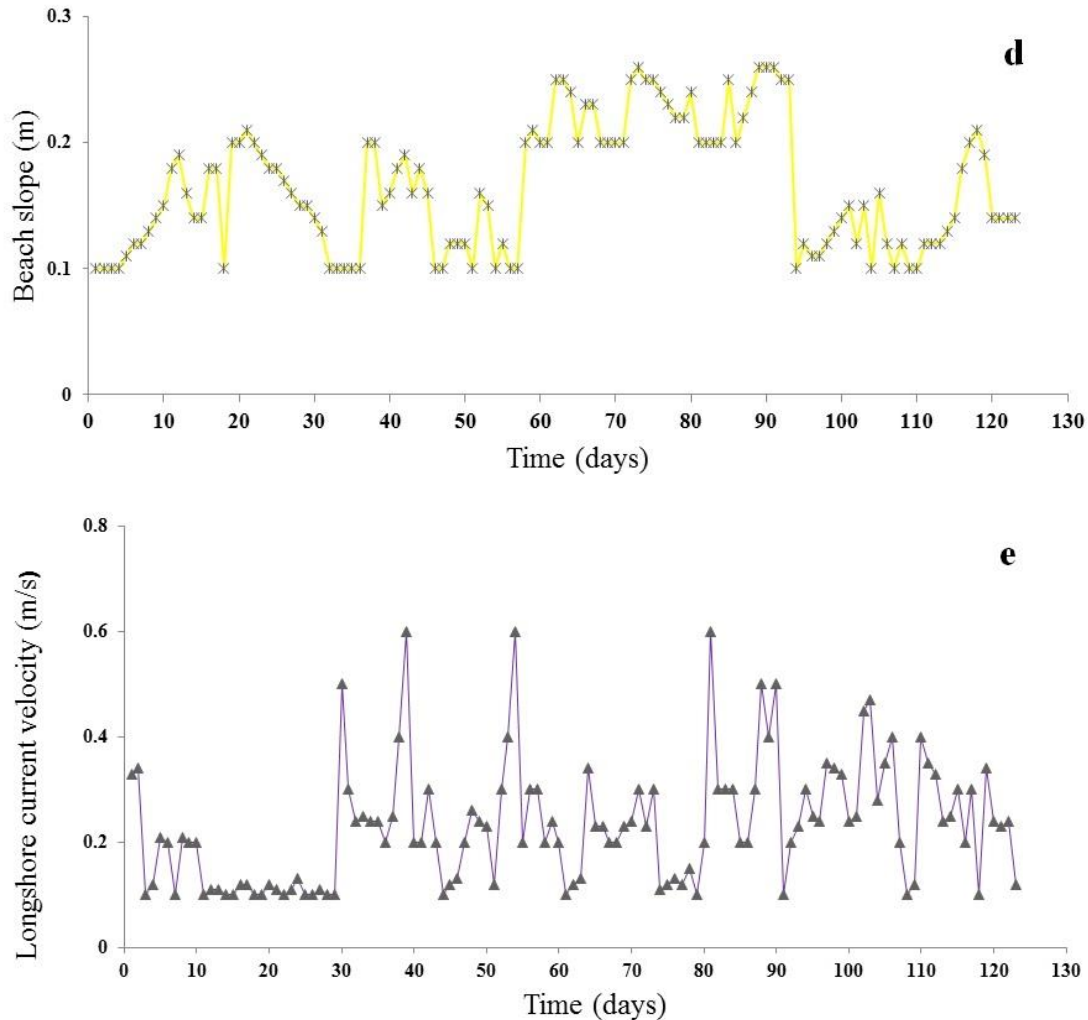 0.3
d
0.2
Beach slope (m)
0.1
0
0 10 20 30 40 50 60 70 80 90 100 110 120 130
Time (days)
0.8
e
0.6
Longshore current velocity (m/s)
0.4
0.2
0
0 10 20 30 40 50 60 70 80 90 100 110 120 130
Time (days)